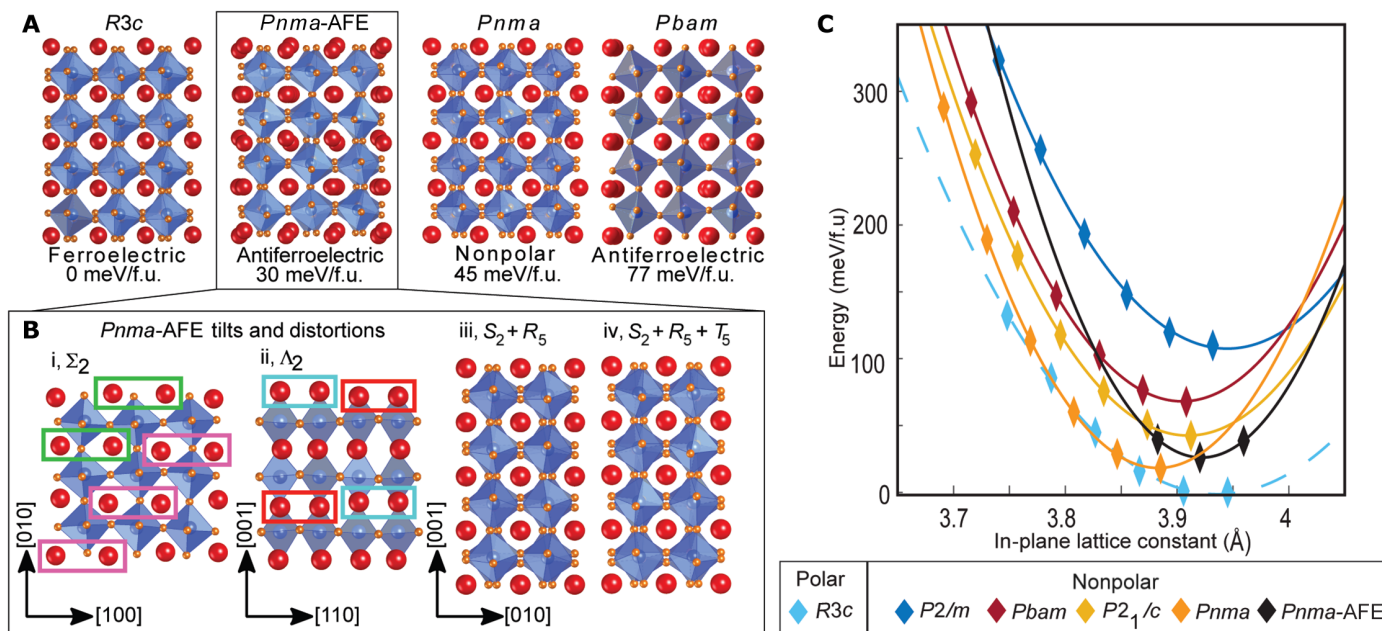 A
R3c
Pnma-AFE
Pnma
Pbam
Ferroelectric
0 meV/f.u.
Antiferroelectric
30 meV/f.u.
Nonpolar
45 meV/f.u.
Antiferroelectric
77 meV/f.u.
B
Pnma-AFE tilts and distortions
i, Σ₂
ii, Λ₂
iii, S₂ + R₅
iv, S₂ + R₅ + T₅
[010]
[100]
[001]
[110]
[001]
[010]
C
Energy (meV/f.u)
300
200
100
0
3.7
3.8
3.9
4
In-plane lattice constant (Å)
Polar
R3c
Nonpolar
P2/m
Pbam
P2₁/c
Pnma
Pnma-AFE